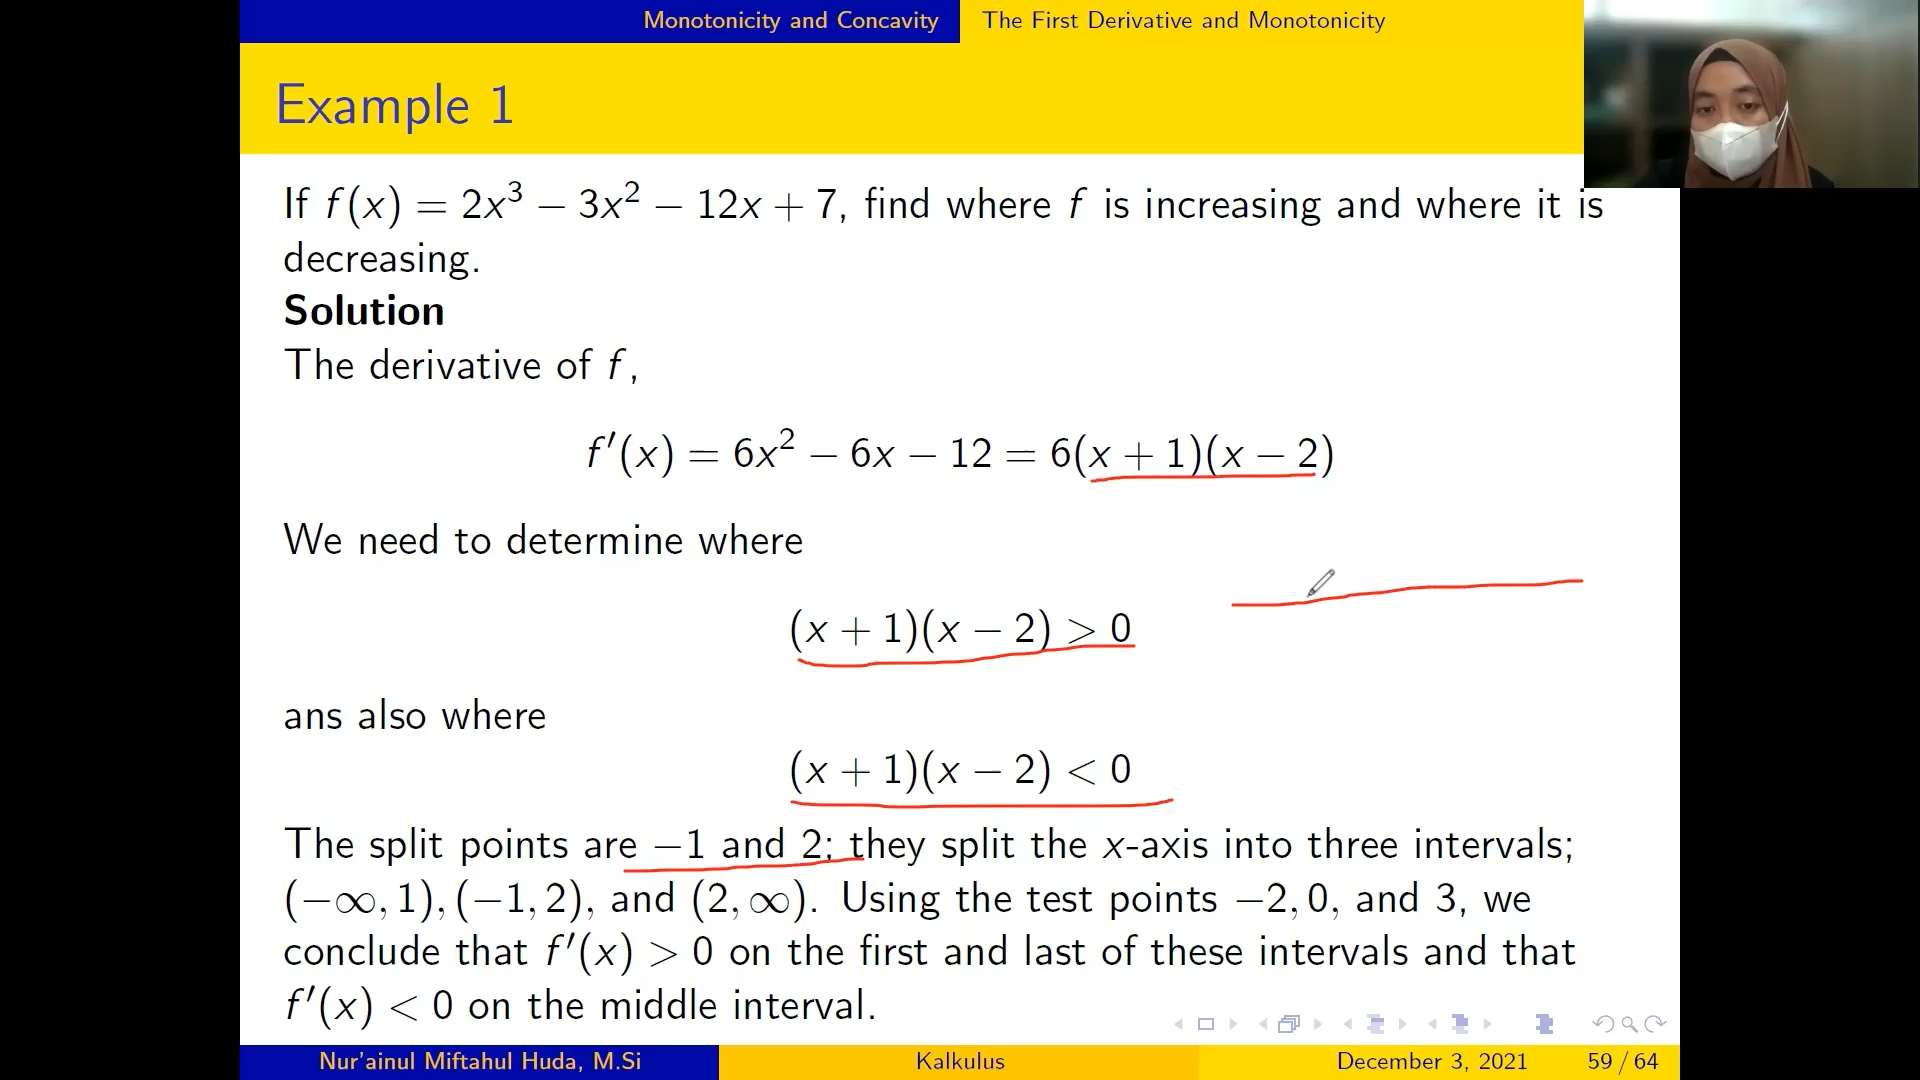 Monotonicity and Concavity
The First Derivative and Monotonicity
Example 1
If f(x) = 2x³ − 3x² − 12x + 7, find where f is increasing and where it is
decreasing.
Solution
The derivative of f,
f′(x) = 6x² − 6x − 12 = 6(x + 1)(x − 2)
We need to determine where
(x + 1)(x − 2) > 0
ans also where
(x + 1)(x − 2) < 0
The split points are −1 and 2; they split the x-axis into three intervals;
(−∞, 1), (−1, 2), and (2, ∞). Using the test points −2, 0, and 3, we
conclude that f′(x) > 0 on the first and last of these intervals and that
f′(x) < 0 on the middle interval.
Nur'ainul Miftahul Huda, M.Si
Kalkulus
December 3, 2021
59 / 64